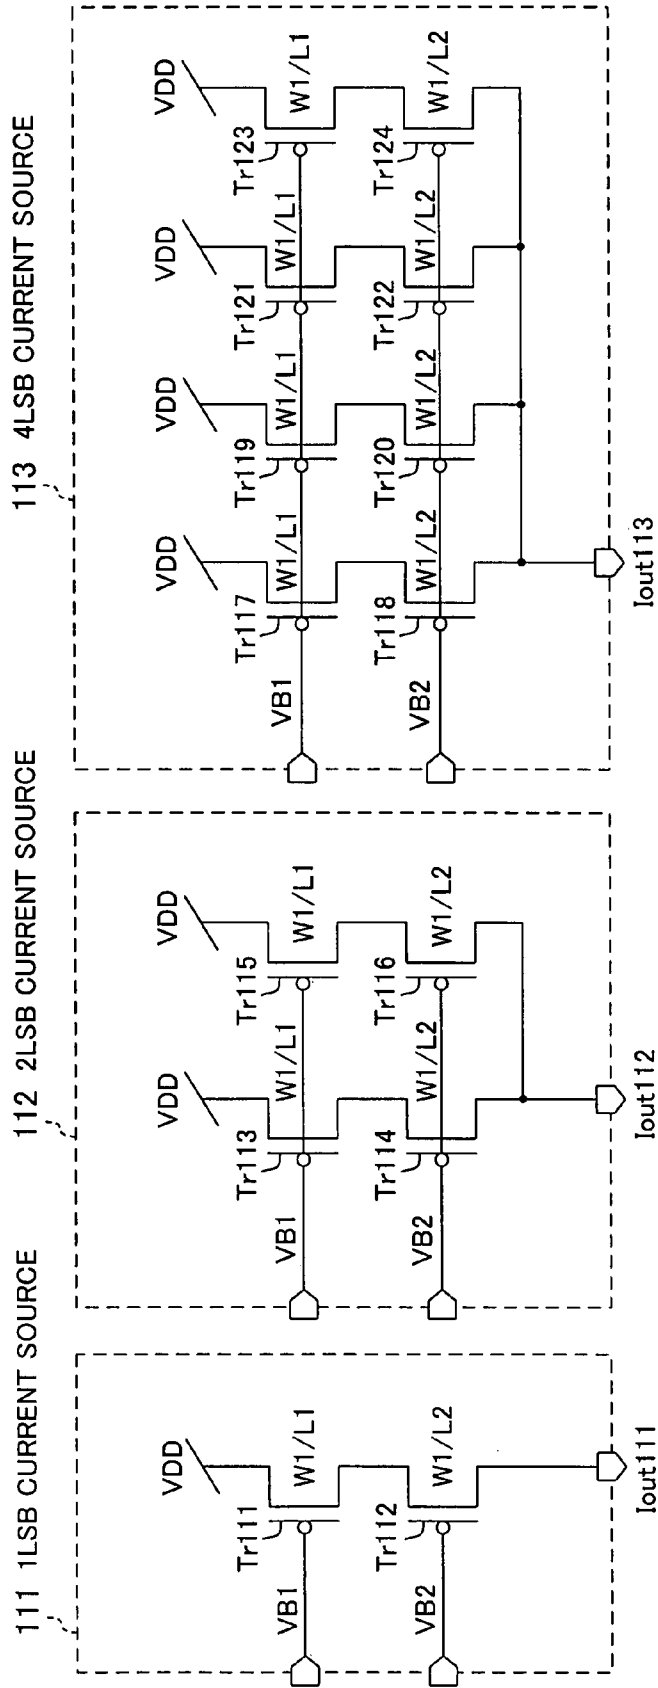 111 1LSB CURRENT SOURCE
VDD
Tr111
W1/L1
VB1
Tr112
W1/L2
VB2
Iout111
112 2LSB CURRENT SOURCE
VDD
VDD
Tr113
W1/L1
Tr115
W1/L1
VB1
Tr114
W1/L2
Tr116
W1/L2
VB2
Iout112
113 4LSB CURRENT SOURCE
VDD
VDD
VDD
VDD
Tr117
W1/L1
Tr119
W1/L1
Tr121
W1/L1
Tr123
W1/L1
VB1
Tr118
W1/L2
Tr120
W1/L2
Tr122
W1/L2
Tr124
W1/L2
VB2
Iout113